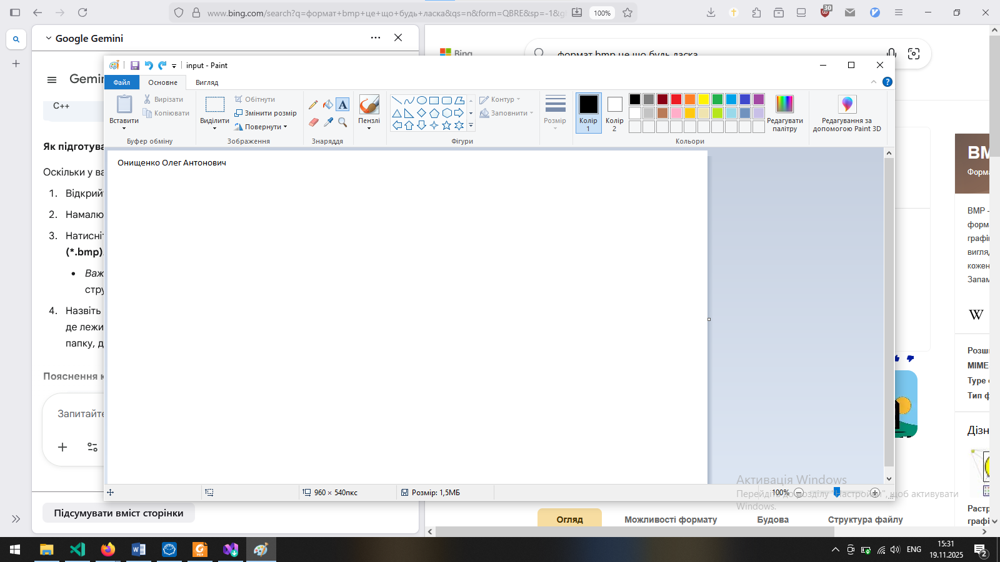 www.bing.com/search?q=формат+bmp+це+що+будь+ласка&qs=n&form=QBRE&sp=-1&
100%
30
Google Gemini
Bing
формат bmp це що будь ласка
Gemin
C++
Як підготува
Оскільки у ва
1. Відкрий
2. Намалю
3. Натисніт
(*.bmp)
• Важ
стру
4. Назвіть
де лежи
папку, д
Пояснення к
Запитайте
Підсумувати вміст сторінки
input - Paint
Файл
Основне
Вигляд
Вставити
Вирізати
Копіювати
Буфер обміну
Виділити
Обітнути
Змінити розмір
Повернути
Зображення
A
Знаряддя
Пензлі
Фігури
Контур
Заповнити
Розмір
Колір 1
Колір 2
Редагувати палітру
Редагування за допомогою Paint 3D
Кольори
Онищенко Олег Антонович
960 × 540пкс
Розмір: 1,5МБ
100%
Активація Windows
Перейдіть до розділу "Настройки", щоб активувати
Windows.
BM
Форма
BMP -
форма
графі
вигля
кожен
Запам
W
Розши
MIME
Type
Тип ф
Дізн
Растр
графі
Огляд
Можливості формату
Будова
Структура файлу
ENG
15:31
19.11.2025
2